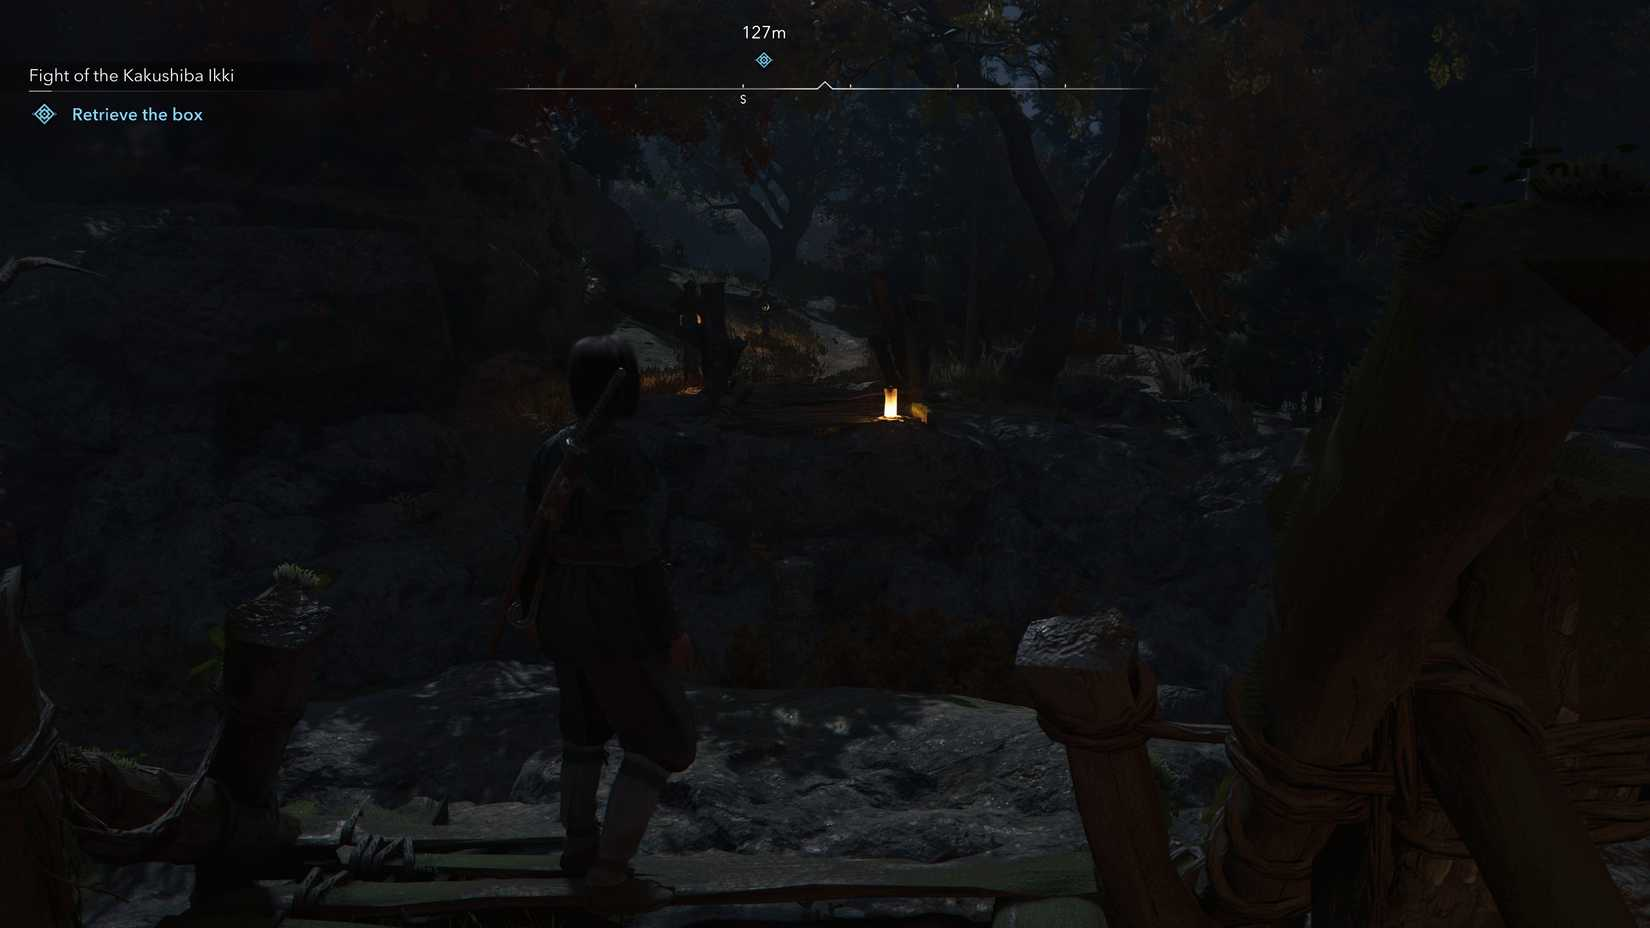 127m
Fight of the Kakushiba Ikki
S
Retrieve the box